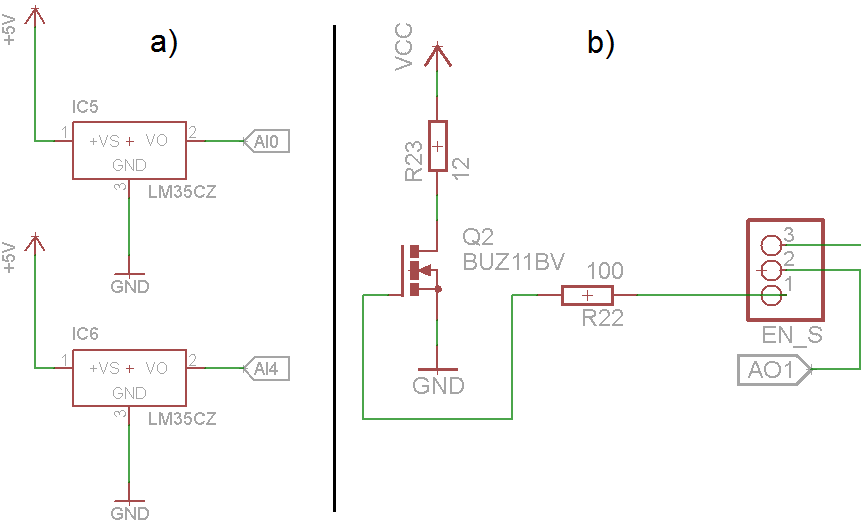 a)
+5V
IC5
1
+VS + VO
2
AI0
GND
3
LM35CZ
GND
+5V
IC6
1
+VS + VO
2
AI4
GND
3
LM35CZ
GND
b)
VCC
R23
12
Q2
BUZ11BV
GND
100
R22
3
2
1
EN_S
AO1